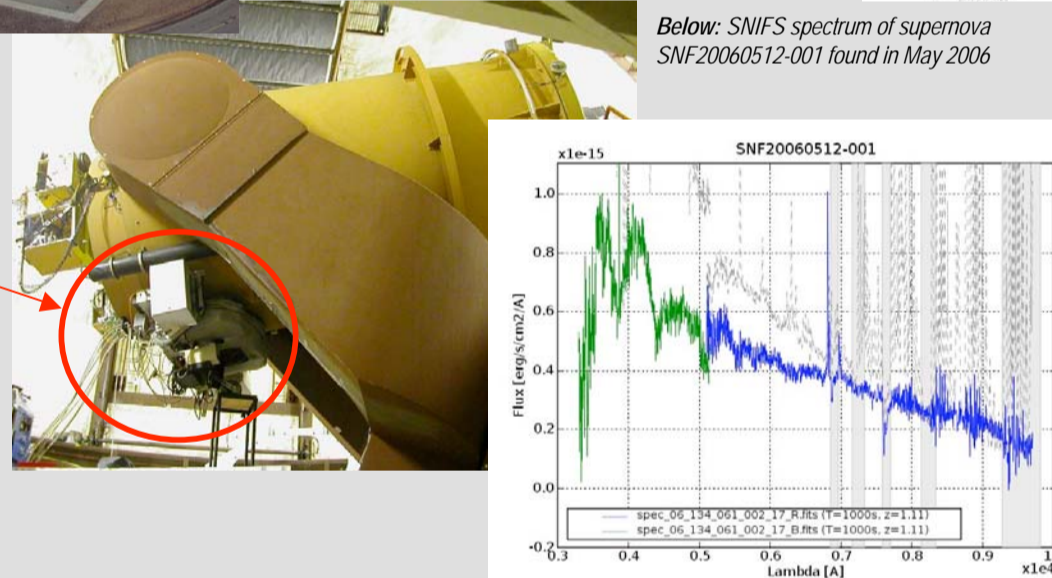 Below: SNIFS spectrum of supernova
SNF20060512-001 found in May 2006
SNF20060512-001
x1e-15
1.0
0.8
0.6
0.4
0.2
0.0
-0.2
Flux [erg/s/cm2/A]
spec_06_134_061_002_17_R.fits (T=1000s, z=1.11)
spec_06_134_061_002_17_B.fits (T=1000s, z=1.11)
0.3 0.4 0.5 0.6 0.7 0.8 0.9
x1e4
Lambda [A]